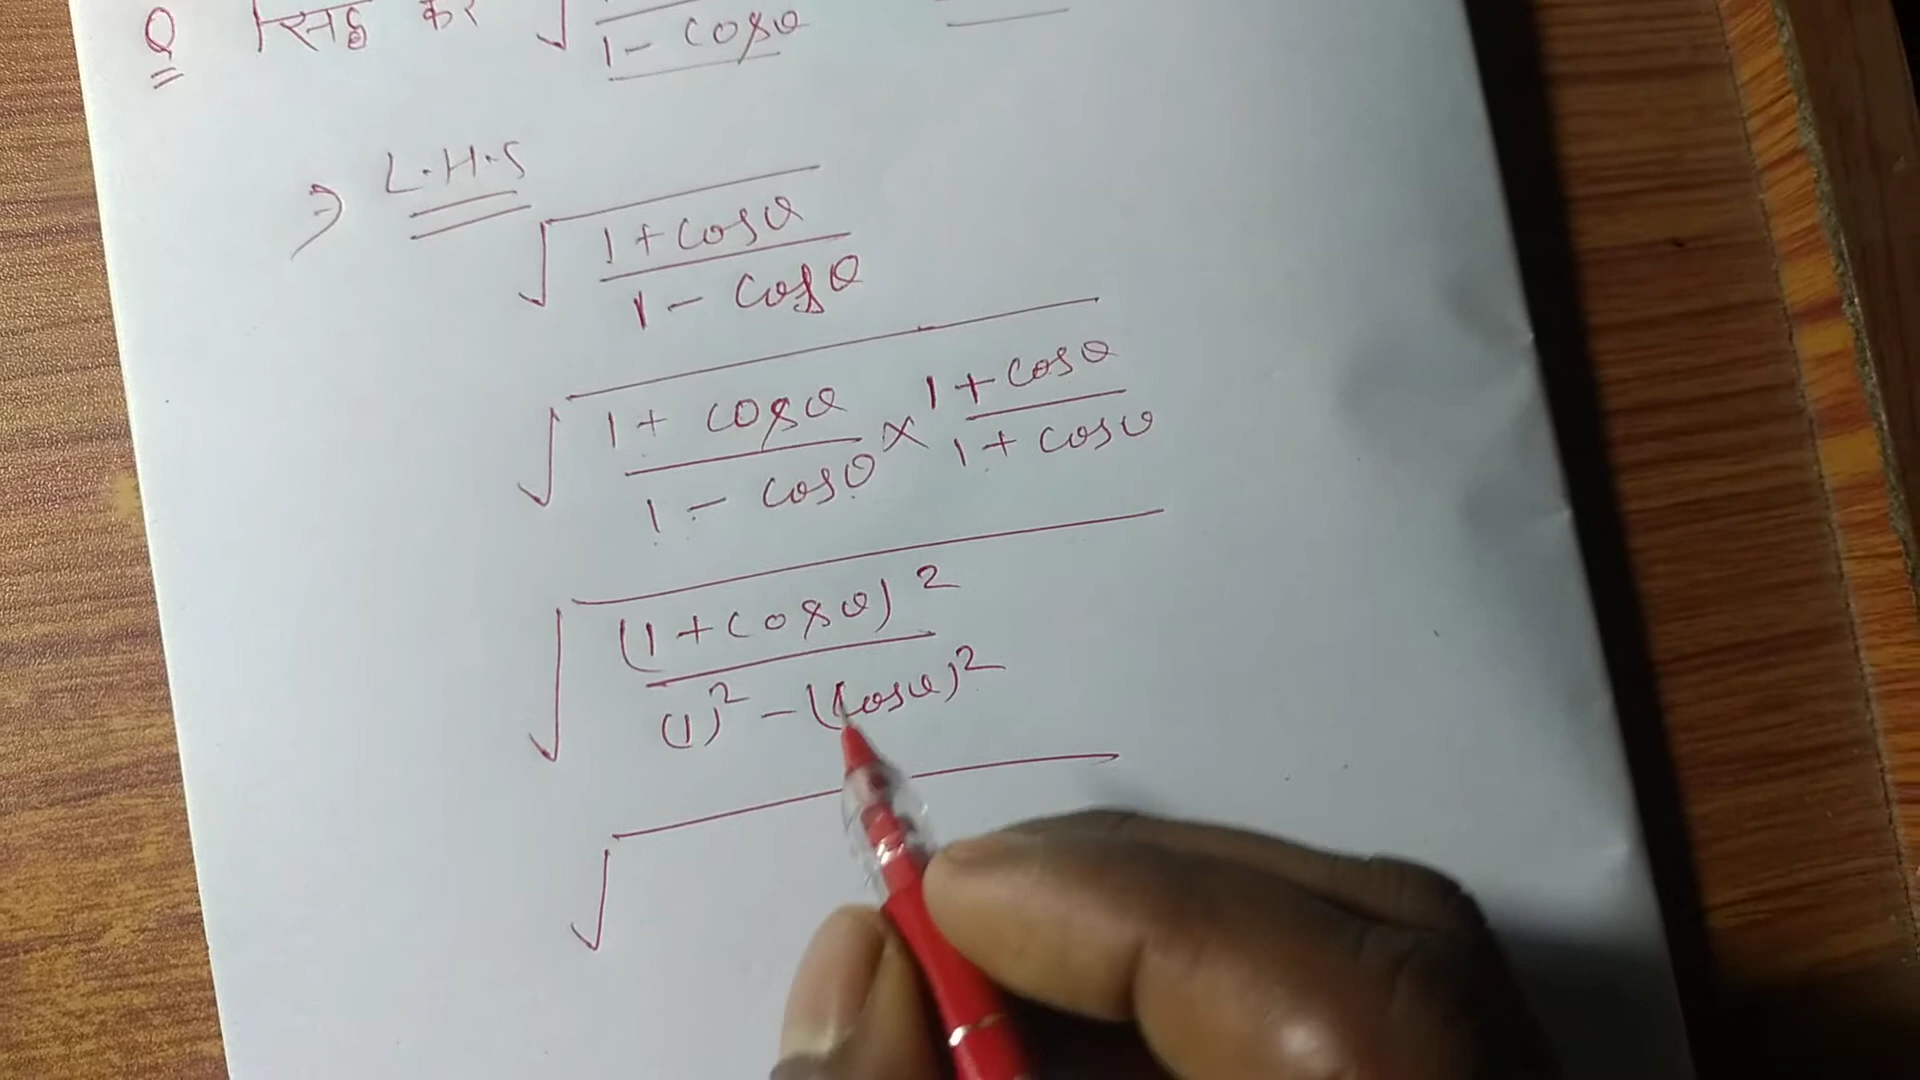 Q सिद्ध करें √ 1 - cosθ
⇒ L.H.S
√(1 + cosθ / 1 - cosθ)
√(1 + cosθ / 1 - cosθ × 1 + cosθ / 1 + cosθ)
√((1 + cosθ)² / (1)² - (cosθ)²)
√